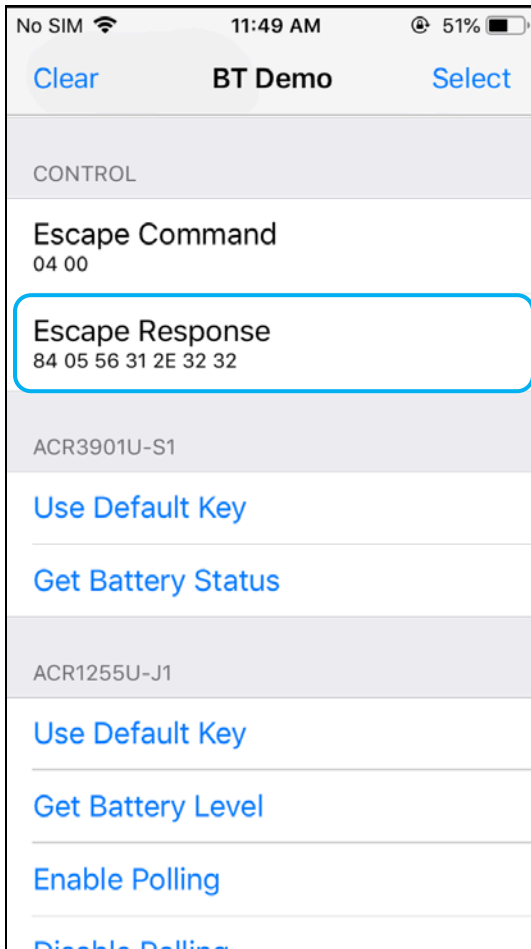 No SIM 11:49 AM 51%
Clear BT Demo Select
CONTROL
Escape Command
04 00
Escape Response
84 05 56 31 2E 32 32
ACR3901U-S1
Use Default Key
Get Battery Status
ACR1255U-J1
Use Default Key
Get Battery Level
Enable Polling
Disable Polling